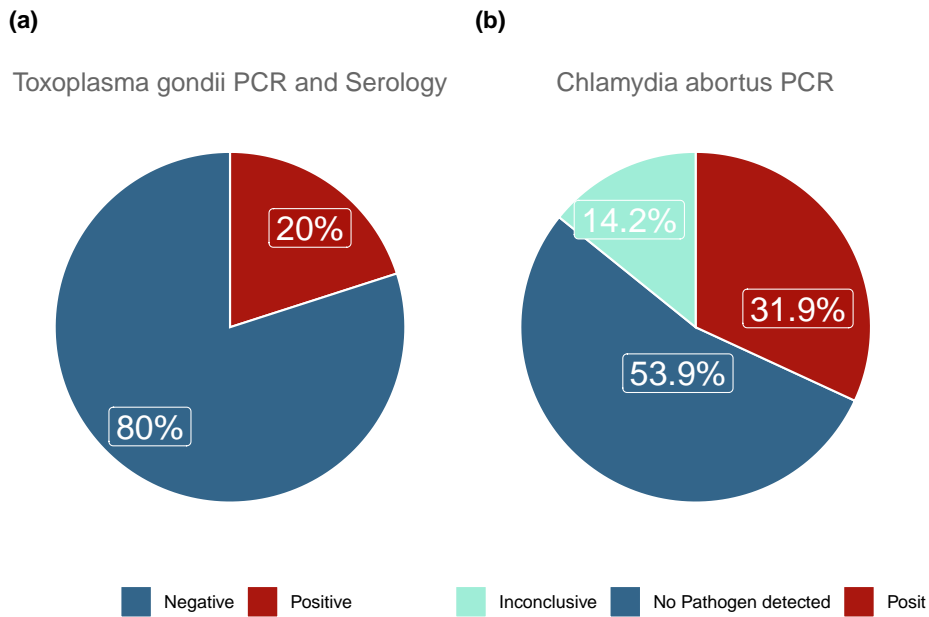 (a)
(b)
Toxoplasma gondii PCR and Serology
Chlamydia abortus PCR
20%
80%
14.2%
31.9%
53.9%
Negative
Positive
Inconclusive
No Pathogen detected
Posit